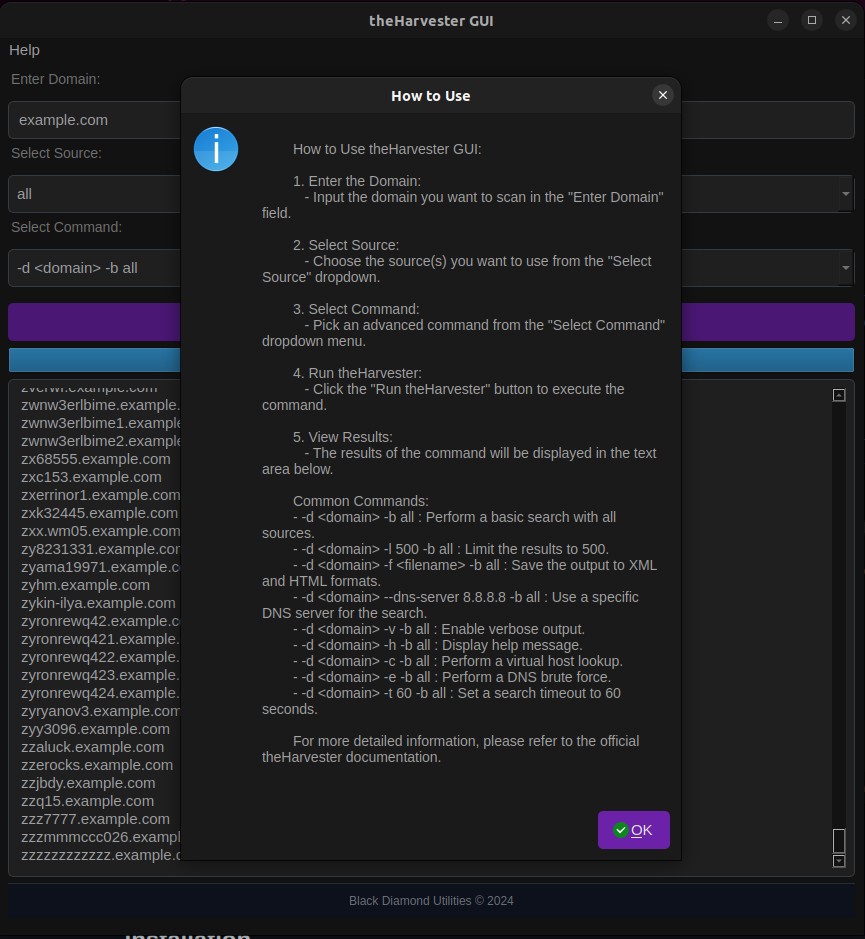 theHarvester GUI
Help
Enter Domain:
example.com
Select Source:
all
Select Command:
-d <domain> -b all
How to Use
How to Use theHarvester GUI:
1. Enter the Domain:
- Input the domain you want to scan in the "Enter Domain"
field.
2. Select Source:
- Choose the source(s) you want to use from the "Select
Source" dropdown.
3. Select Command:
- Pick an advanced command from the "Select Command"
dropdown menu.
4. Run theHarvester:
- Click the "Run theHarvester" button to execute the
command.
5. View Results:
- The results of the command will be displayed in the text
area below.
Common Commands:
- -d <domain> -b all : Perform a basic search with all
sources.
- -d <domain> -l 500 -b all : Limit the results to 500.
- -d <domain> -f <filename> -b all : Save the output to XML
and HTML formats.
- -d <domain> --dns-server 8.8.8.8 -b all : Use a specific
DNS server for the search.
- -d <domain> -v -b all : Enable verbose output.
- -d <domain> -h -b all : Display help message.
- -d <domain> -c -b all : Perform a virtual host lookup.
- -d <domain> -e -b all : Perform a DNS brute force.
- -d <domain> -t 60 -b all : Set a search timeout to 60
seconds.
For more detailed information, please refer to the official
theHarvester documentation.
OK
zwnw3erlbime.example.
zwnw3erlbime1.example
zwnw3erlbime2.example
zx68555.example.com
zxc153.example.com
zxerrinor1.example.com
zxk32445.example.com
zxx.wm05.example.com
zy8231331.example.com
zyama19971.example.c
zyhm.example.com
zykin-ilya.example.com
zyronrewq42.example.c
zyronrewq421.example.
zyronrewq422.example.
zyronrewq423.example.
zyronrewq424.example.
zyryanov3.example.com
zyy3096.example.com
zzaluck.example.com
zzerocks.example.com
zzjbdy.example.com
zzq15.example.com
zzz7777.example.com
zzzmmmccc026.exampl
zzzzzzzzzzzz.example.c
Black Diamond Utilities © 2024